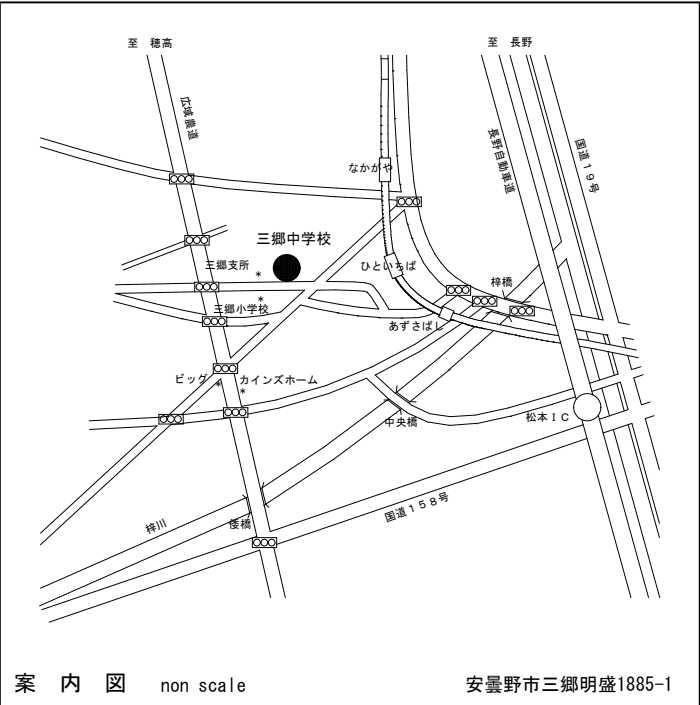 至　穂高
至　長野
広域農道
長野自動車道
国道１９号
なかがや
三郷中学校
三郷支所
ひといちば
梓橋
三郷小学校
あずさばし
ビッグ
カインズホーム
中央橋
松本ＩＣ
国道１５８号
梓川
倭橋
案　内　図　non scale
安曇野市三郷明盛1885-1